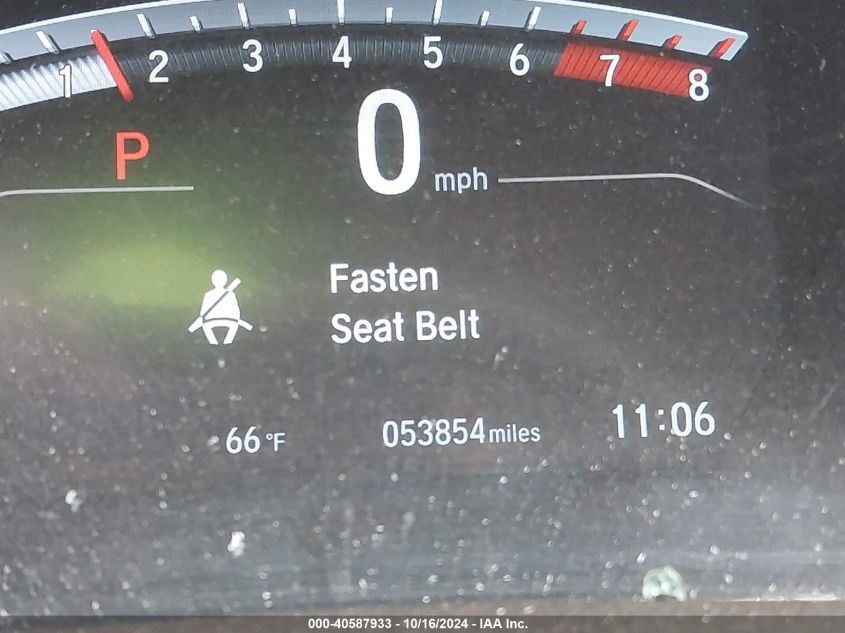 1 2 3 4 5 6 7 8
P
0 mph
Fasten
Seat Belt
66 °F 053854 miles 11:06
000-40587933 - 10/16/2024 - IAA Inc.